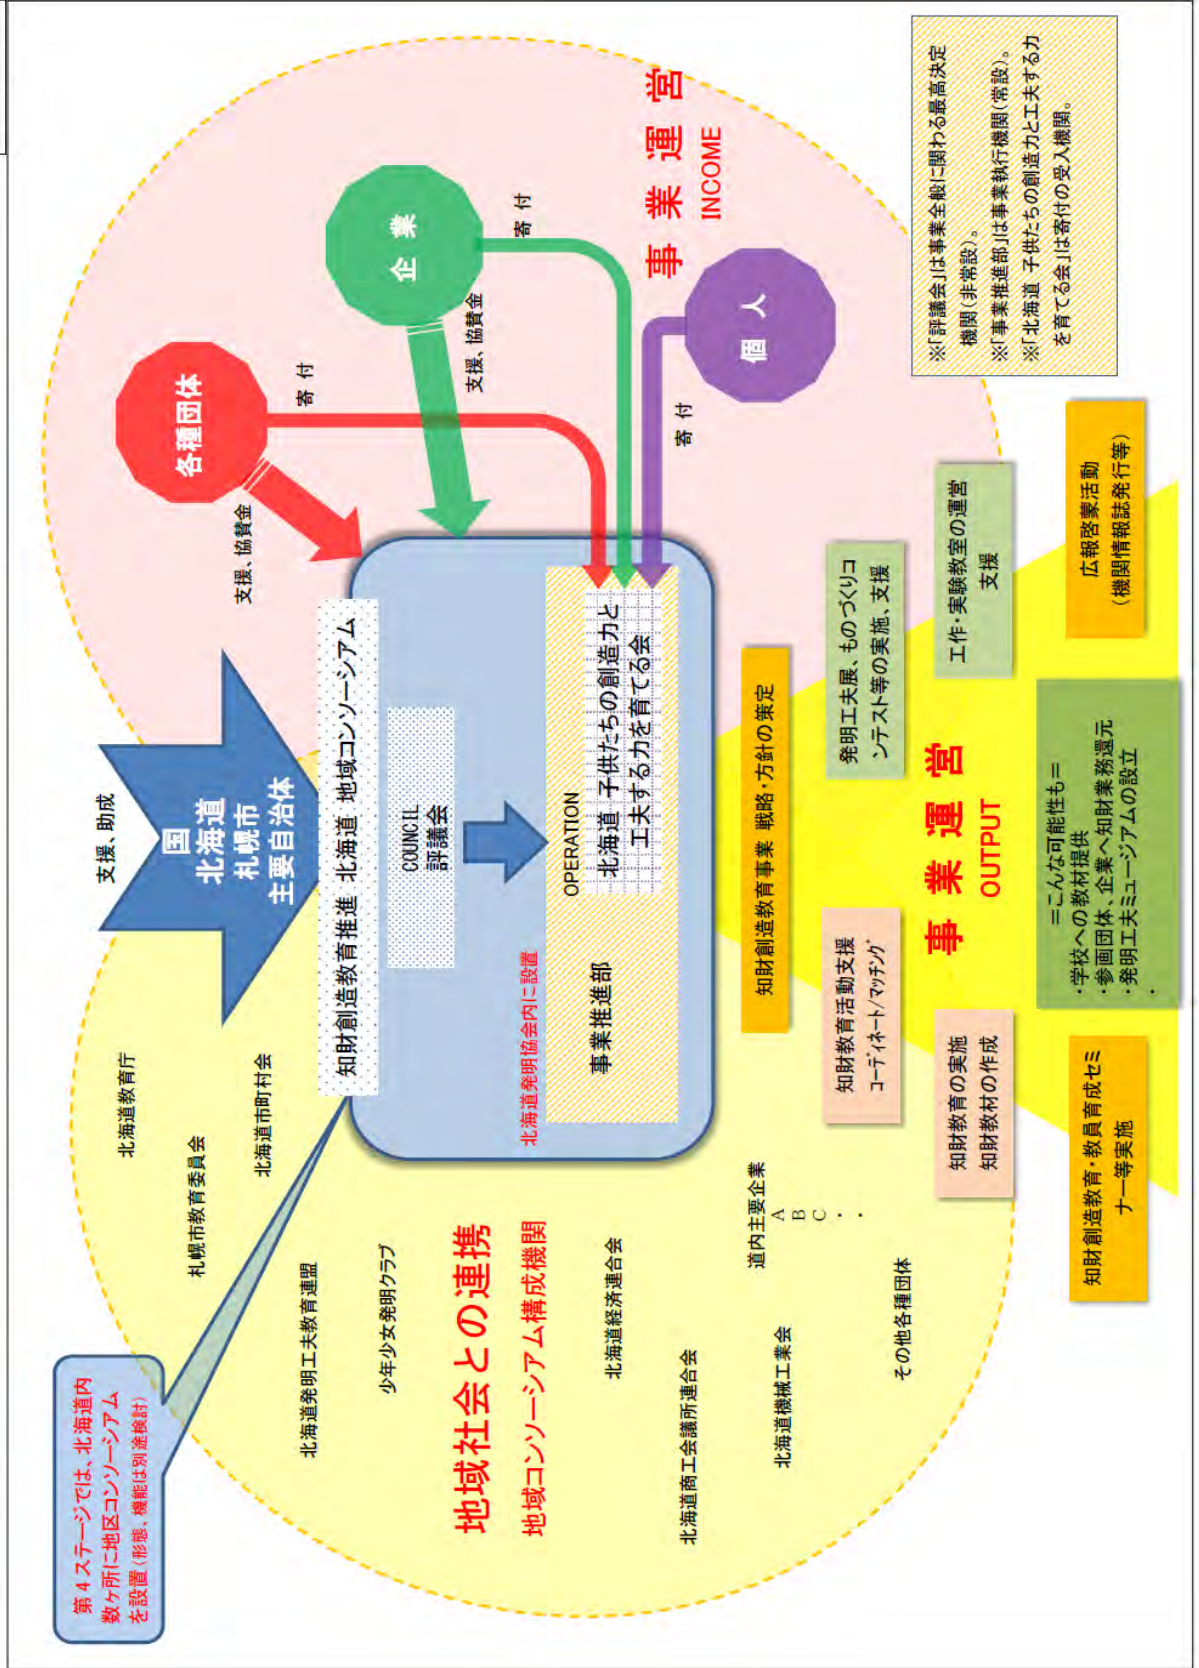 第4ステージでは、北海道内
数ヶ所に地区コンソーシアム
を設置(形態、機能は別途検討)
北海道教育庁
札幌市教育委員会
北海道市町村会
北海道発明工夫教育連盟
少年少女発明クラブ
地域社会との連携
地域コンソーシアム構成機関
北海道経済連合会
北海道商工会議所連合会
道内主要企業
A
B
C
・
・
北海道機械工業会
その他各種団体
支援、助成
国
北海道
札幌市
主要自治体
知財創造教育推進 北海道 地域コンソーシアム
COUNCIL
評議会
北海道発明協会内に設置
OPERATION
事業推進部
北海道 子供たちの創造力と
工夫する力を育てる会
各種団体
支援、協賛金
寄 付
企 業
支援、協賛金
寄 付
個 人
寄 付
事 業 運 営
INCOME
知財創造教育事業 戦略・方針の策定
知財教育活動支援
コーディネート/マッチング
発明工夫展、ものづくりコ
ンテスト等の実施、支援
事 業 運 営
OUTPUT
知財教育の実施
知財教材の作成
工作・実験教室の運営
支援
=こんな可能性も=
・学校への教材提供
・参画団体、企業へ知財業務還元
・発明工夫ミュージアムの設立
・
知財創造教育・教員育成セミ
ナー等実施
広報啓蒙活動
(機関情報誌発行等)
※「評議会」は事業全般に関わる最高決定
機関(非常設)。
※「事業推進部」は事業執行機関(常設)。
※「北海道 子供たちの創造力と工夫する力
を育てる会」は寄付の受入機関。